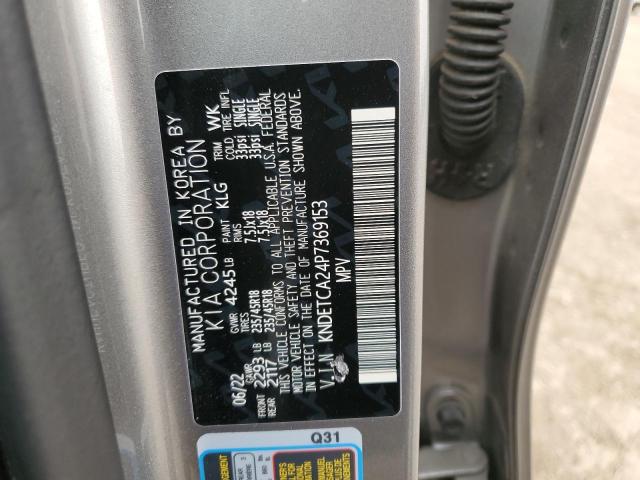 MANUFACTURED IN KOREA BY
KIA CORPORATION
06/22 GVWR 4245 LB PAINT KLG TRIM WK
GAWR TIRES COLD TIRE INFL
FRONT 2293 LB 235/45R18 7.5JX18 33psi SINGLE
REAR 2117 LB 235/45R18 7.5JX18 33psi SINGLE
THIS VEHICLE CONFORMS TO ALL APPLICABLE U.S.A. FEDERAL
MOTOR VEHICLE SAFETY AND THEFT PREVENTION STANDARDS
IN EFFECT ON THE DATE OF MANUFACTURE SHOWN ABOVE.
V.I.N KNDETCA24P7369153
MPV
Q31